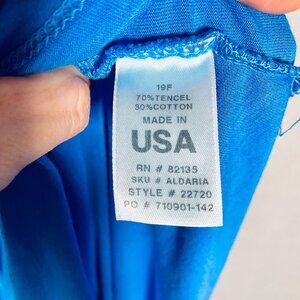 19F
70%TENCEL
30%COTTON
MADE IN
USA
RN # 82135
SKU # ALDARIA
STYLE # 22720
PO # 710901-142